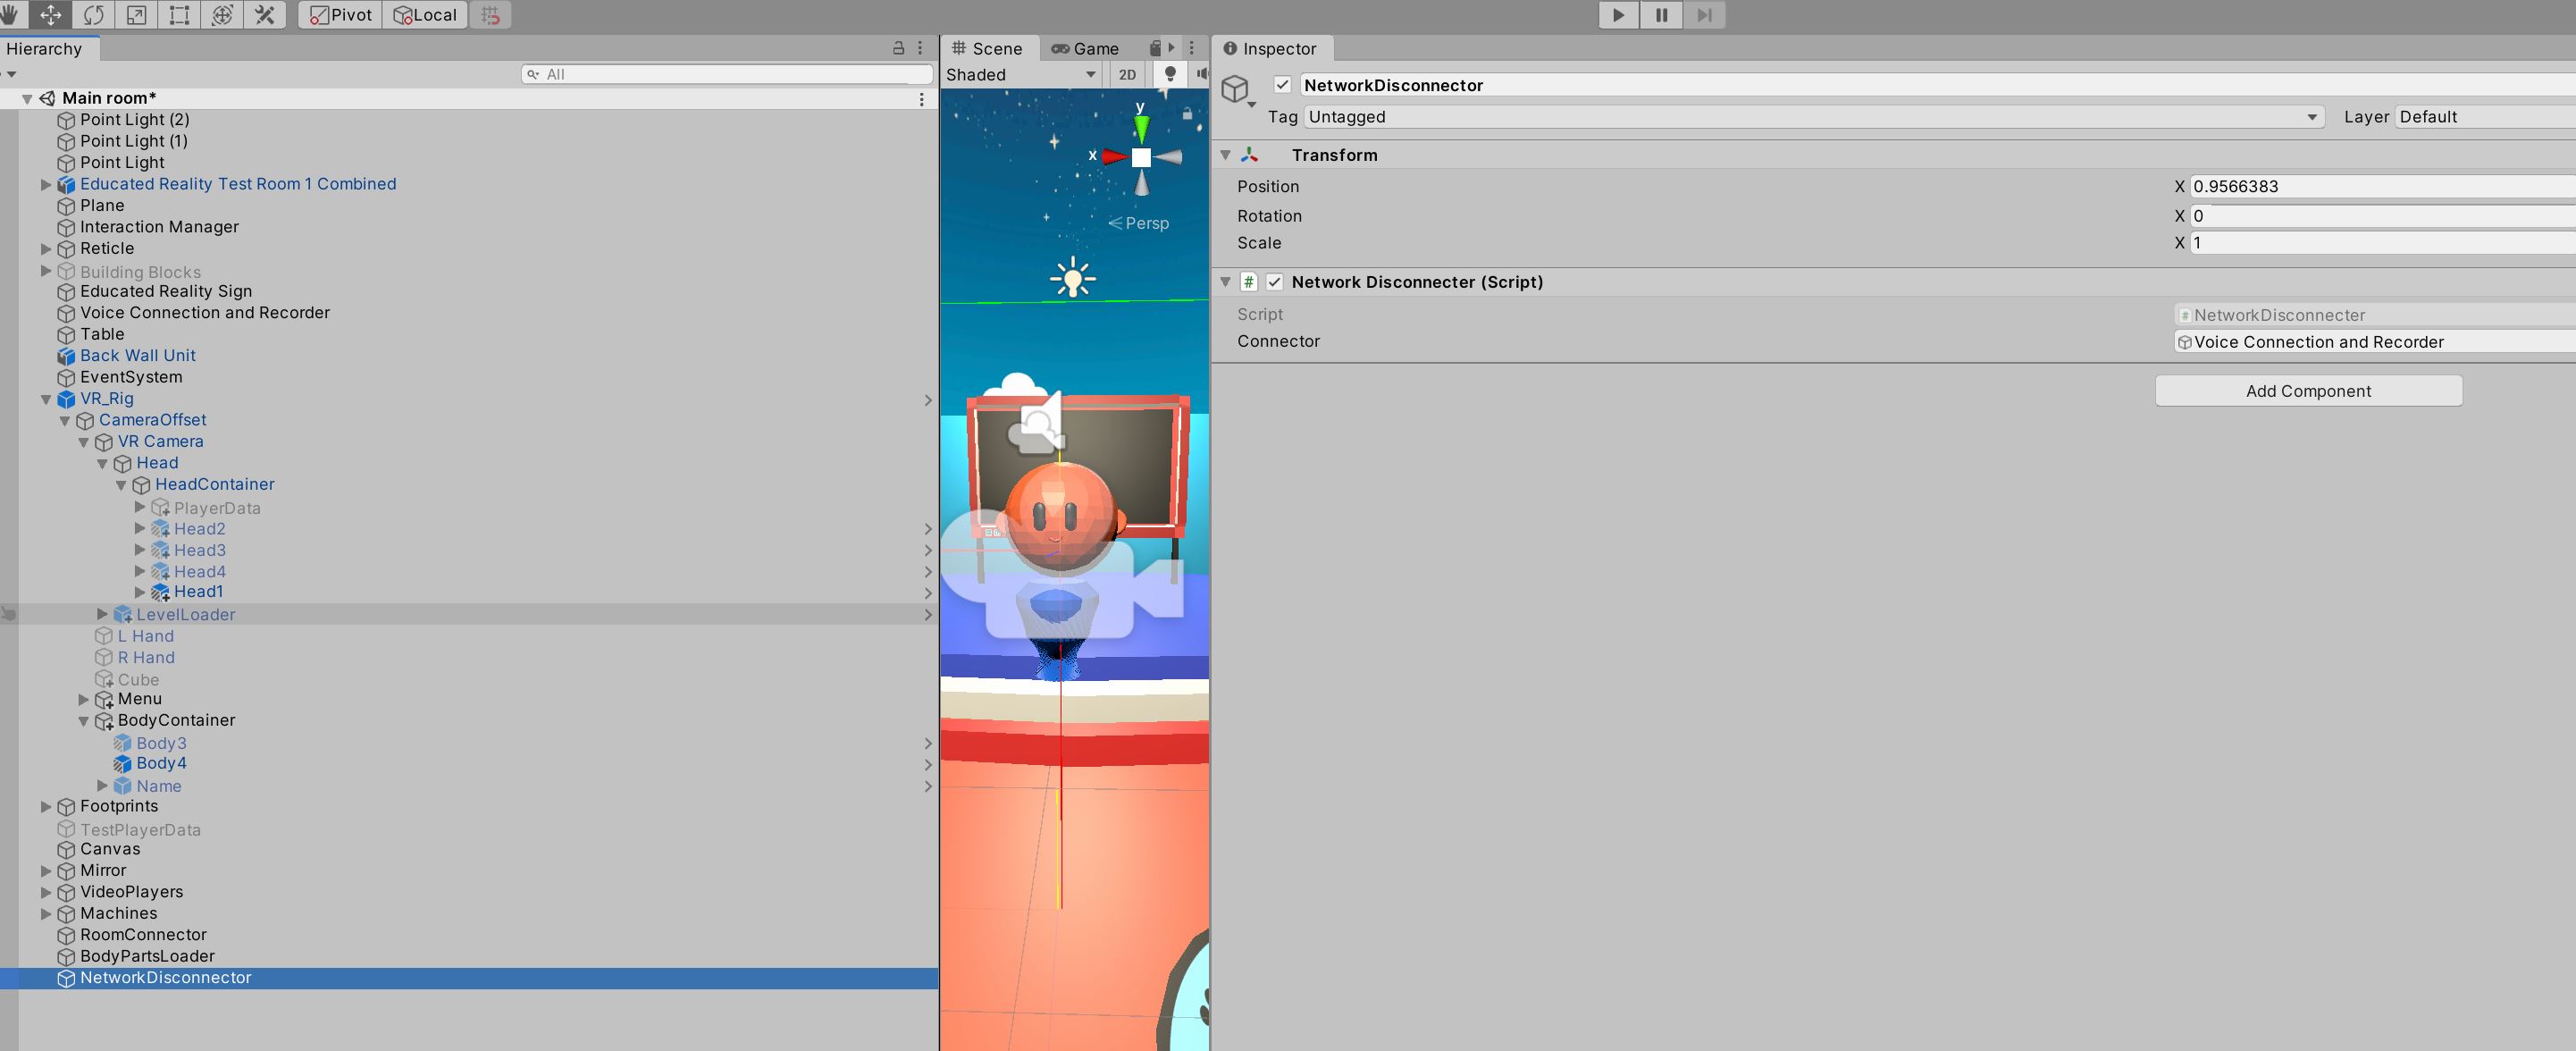 Pivot
Local
Hierarchy
All
Main room*
Point Light (2)
Point Light (1)
Point Light
Educated Reality Test Room 1 Combined
Plane
Interaction Manager
Reticle
Building Blocks
Educated Reality Sign
Voice Connection and Recorder
Table
Back Wall Unit
EventSystem
VR_Rig
CameraOffset
VR Camera
Head
HeadContainer
PlayerData
Head2
Head3
Head4
Head1
LevelLoader
L Hand
R Hand
Cube
Menu
BodyContainer
Body3
Body4
Name
Footprints
TestPlayerData
Canvas
Mirror
VideoPlayers
Machines
RoomConnector
BodyPartsLoader
NetworkDisconnector
Scene Game
Shaded 2D
y
x
Persp
Inspector
NetworkDisconnector
Tag Untagged Layer Default
Transform
Position X 0.9566383
Rotation X 0
Scale X 1
# Network Disconnecter (Script)
Script # NetworkDisconnecter
Connector Voice Connection and Recorder
Add Component